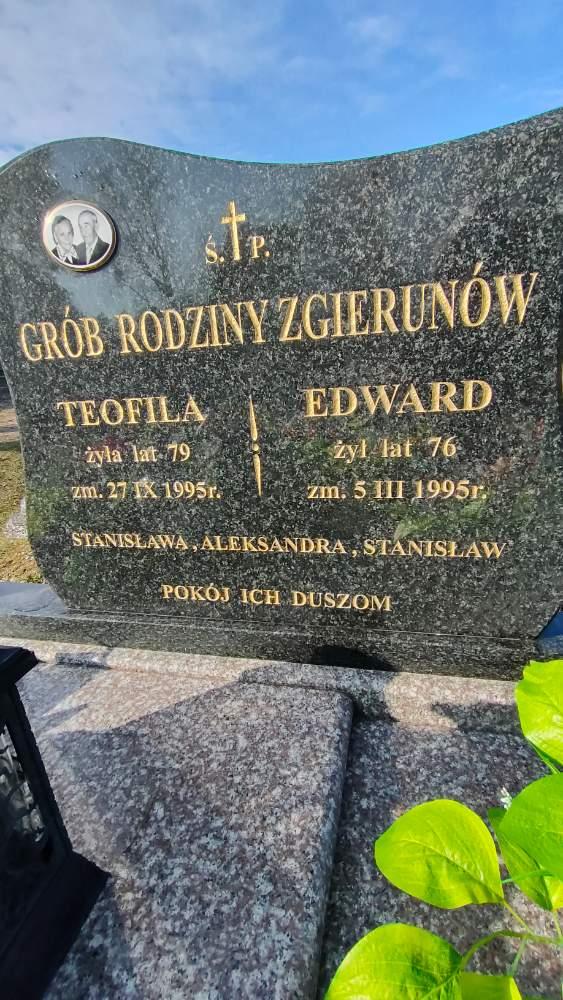 Ś. P.
GRÓB RODZINY ZGIERUNÓW
TEOFILA
żyła lat 79
zm. 27 IX 1995r.
EDWARD
żył lat 76
zm. 5 III 1995r.
STANISŁAWA, ALEKSANDRA, STANISŁAW
POKÓJ ICH DUSZOM